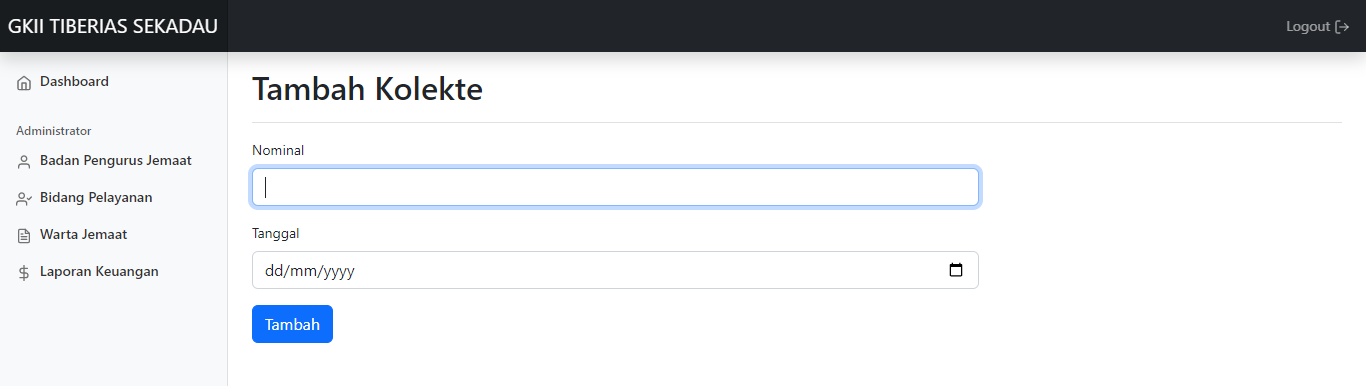 GKII TIBERIAS SEKADAU
Logout
Dashboard
Administrator
Badan Pengurus Jemaat
Bidang Pelayanan
Warta Jemaat
Laporan Keuangan
Tambah Kolekte
Nominal
Tanggal
dd/mm/yyyy
Tambah